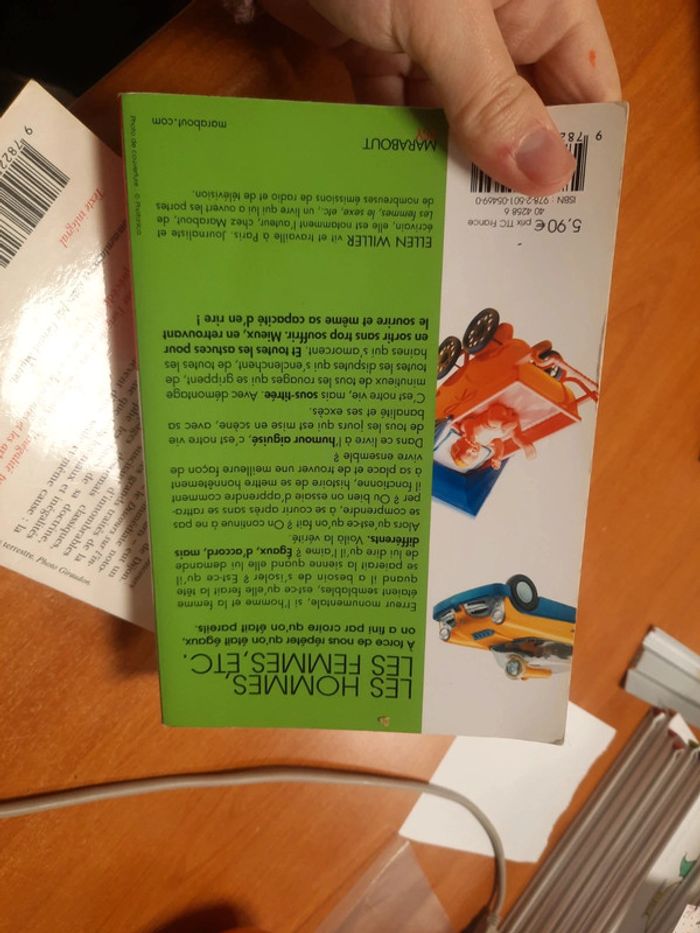 LES HOMMES,
LES FEMMES, ETC.
À force de nous répéter qu'on était égaux,
on a fini par croire qu'on était pareils.
Erreur monumentale, si l'homme et la femme
étaient semblables, est-ce qu'elle ferait la tête
quand il a besoin de s'isoler ? Est-ce qu'il
se paierait la sienne quand elle lui demande
de lui dire qu'il l'aime ? Égaux, d'accord, mais
différents. Voilà la vérité.
Alors qu'est-ce qu'on fait ? On continue à ne pas
se comprendre, à se courir après sans se rattra-
per ? Ou bien on essaie d'apprendre comment
il fonctionne, histoire de se mettre honnêtement
à sa place et de trouver une meilleure façon de
vivre ensemble ?
Dans ce livre à l'humour aiguisé, c'est notre vie
de tous les jours qui est mise en scène, avec sa
banalité et ses excès.
C'est notre vie, mais sous-titrée. Avec démontage
minutieux de tous les rouages qui se grippent, de
toutes les disputes qui s'enclenchent, de toutes les
haines qui s'amorcent. Et toutes les astuces pour
en sortir sans trop souffrir. Mieux, en retrouvant
le sourire et même sa capacité d'en rire !
ELLEN WILLER vit et travaille à Paris. Journaliste et
écrivain, elle est notamment l'auteur, chez Marabout, de
Les femmes, le sexe, etc., un livre qui lui a ouvert les portes
de nombreuses émissions de radio et de télévision.
MARABOUT
marabout.com
Photo de couverture : © Photonica
5,90 € prix TTC France
40 4258 6
ISBN : 978-2-501-05469-0
9 782
Texte intégral
9 782
terrestre. Photo Giraudon.